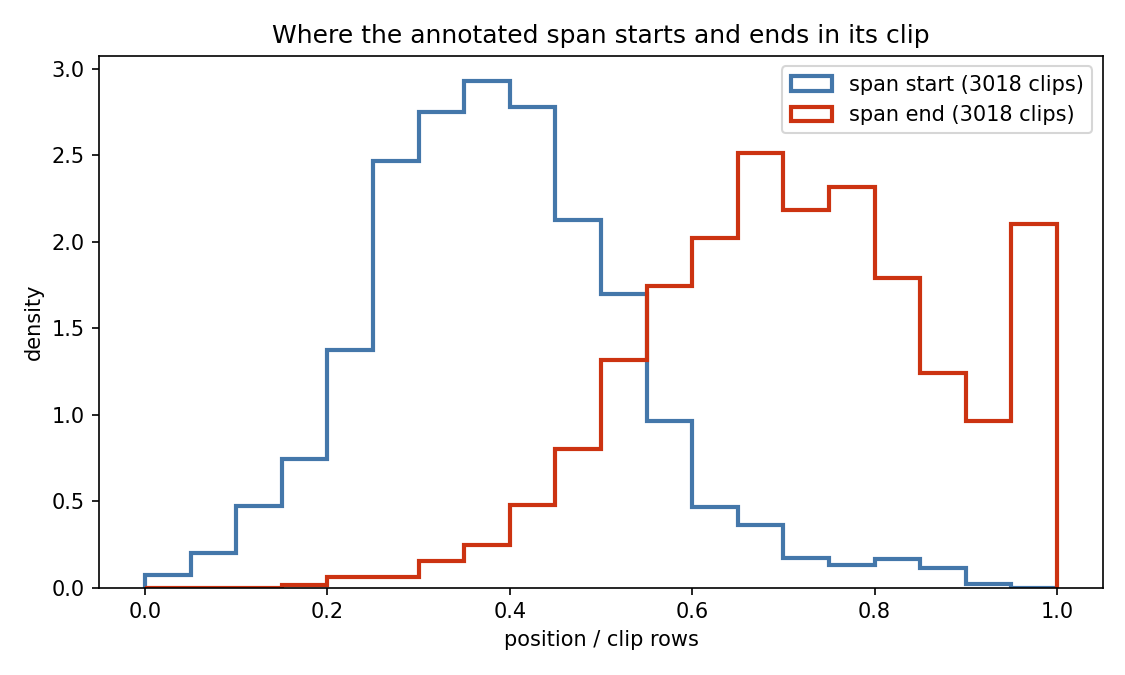 Where the annotated span starts and ends in its clip
span start (3018 clips)
span end (3018 clips)
3.0
2.5
2.0
1.5
1.0
0.5
0.0
density
0.0 0.2 0.4 0.6 0.8 1.0
position / clip rows